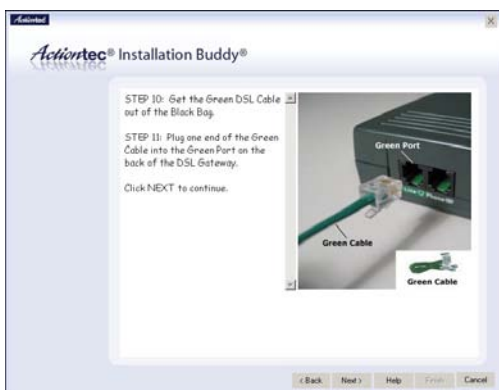 Actiontec
Actiontec® Installation Buddy®
STEP 10: Get the Green DSL Cable
out of the Black Bag.
STEP 11: Plug one end of the Green
Cable into the Green Port on the
back of the DSL Gateway.
Click NEXT to continue.
Green Port
Line
Phone
Green Cable
Green Cable
< Back
Next >
Help
Finish
Cancel